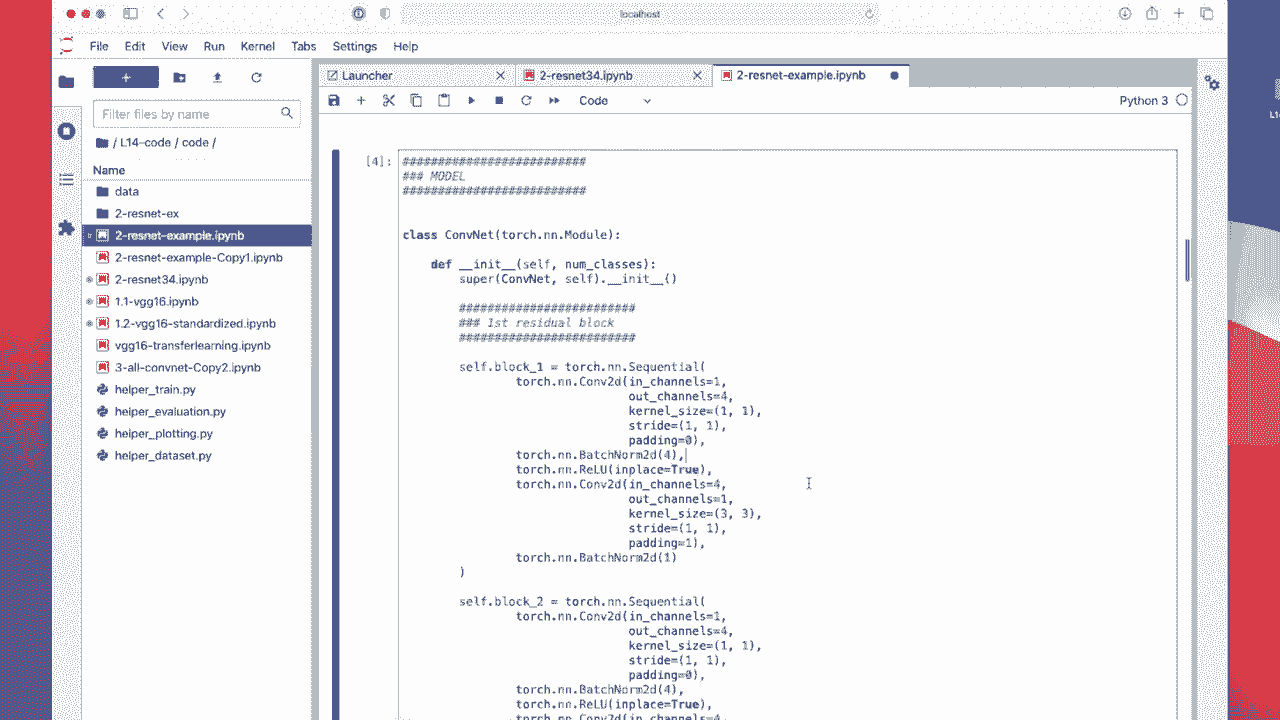 localhost
File Edit View Run Kernel Tabs Settings Help
Launcher
2-resnet34.ipynb
2-resnet-example.ipynb
Code
Python 3
Filter files by name
/ L14-code / code /
Name
data
2-resnet-ex
2-resnet-example.ipynb
2-resnet-example-Copy1.ipynb
2-resnet34.ipynb
1.1-vgg16.ipynb
1.2-vgg16-standardized.ipynb
vgg16-transferlearning.ipynb
3-all-convnet-Copy2.ipynb
helper_train.py
helper_evaluation.py
helper_plotting.py
helper_dataset.py
[4]: ##########################
### MODEL
##########################
class ConvNet(torch.nn.Module):
def __init__(self, num_classes):
super(ConvNet, self).__init__()
#########################
### 1st residual block
#########################
self.block_1 = torch.nn.Sequential(
torch.nn.Conv2d(in_channels=1,
out_channels=4,
kernel_size=(1, 1),
stride=(1, 1),
padding=0),
torch.nn.BatchNorm2d(4),
torch.nn.ReLU(inplace=True),
torch.nn.Conv2d(in_channels=4,
out_channels=1,
kernel_size=(3, 3),
stride=(1, 1),
padding=1),
torch.nn.BatchNorm2d(1)
)
self.block_2 = torch.nn.Sequential(
torch.nn.Conv2d(in_channels=1,
out_channels=4,
kernel_size=(1, 1),
stride=(1, 1),
padding=0),
torch.nn.BatchNorm2d(4),
torch.nn.ReLU(inplace=True),
torch.nn.Conv2d(in_channels=4,